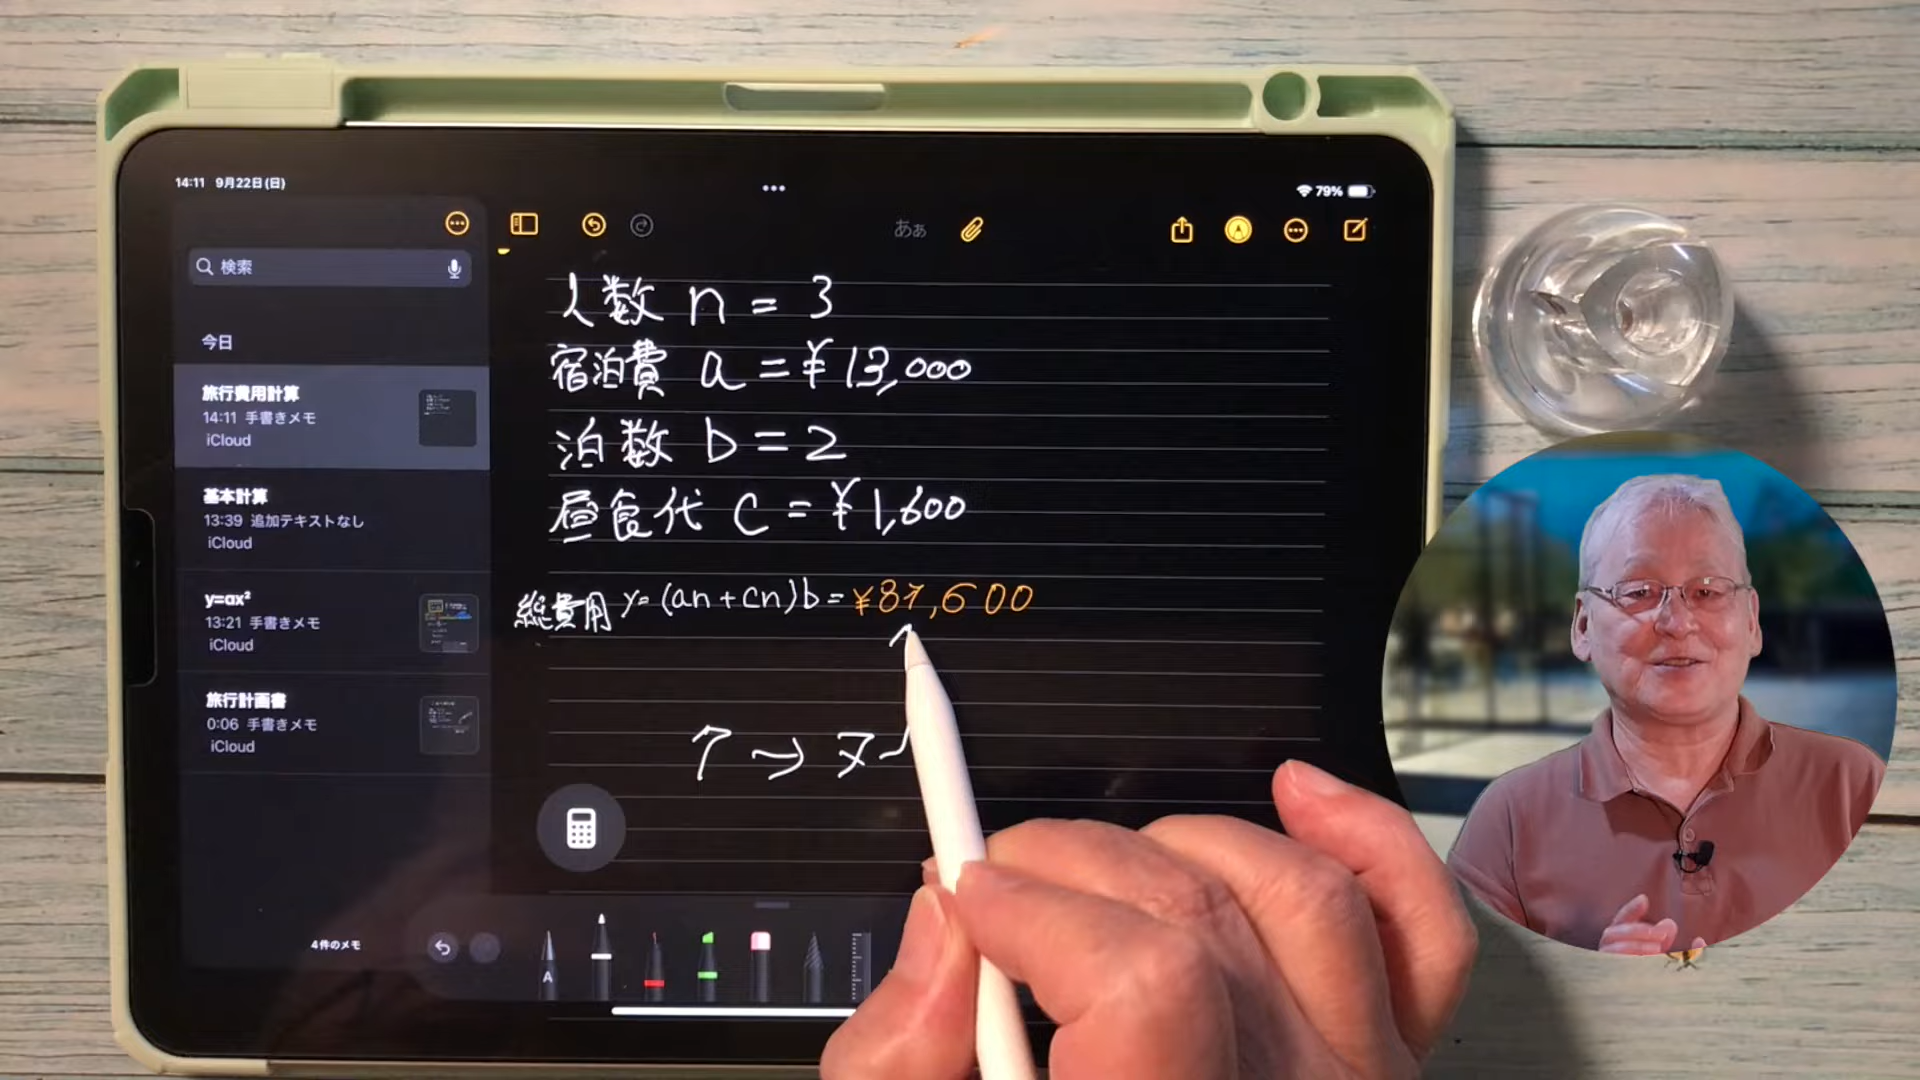 14:11 9月22日(日)
79%
検索
今日
旅行費用計算
14:11 手書きメモ
iCloud
基本計算
13:39 追加テキストなし
iCloud
y=ax²
13:21 手書きメモ
iCloud
旅行計画書
0:06 手書きメモ
iCloud
4件のメモ
あぁ
人数 n = 3
宿泊費 a = ¥13,000
泊数 b = 2
昼食代 c = ¥1,600
総費用 y=(an+cn)b=¥87,600
A